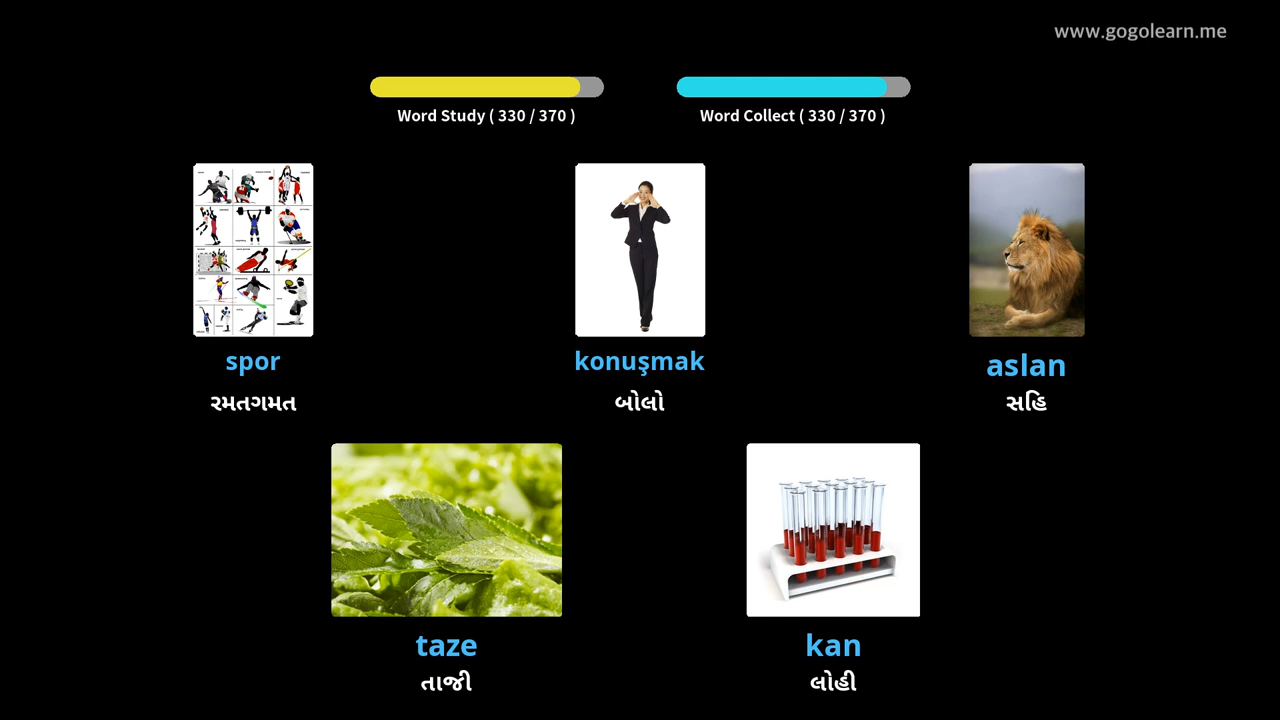 www.gogolearn.me
Word Study ( 330 / 370 )
Word Collect ( 330 / 370 )
spor
konuşmak
aslan
રમતગમત
બોલો
સહિ
taze
kan
તાજી
લોહી